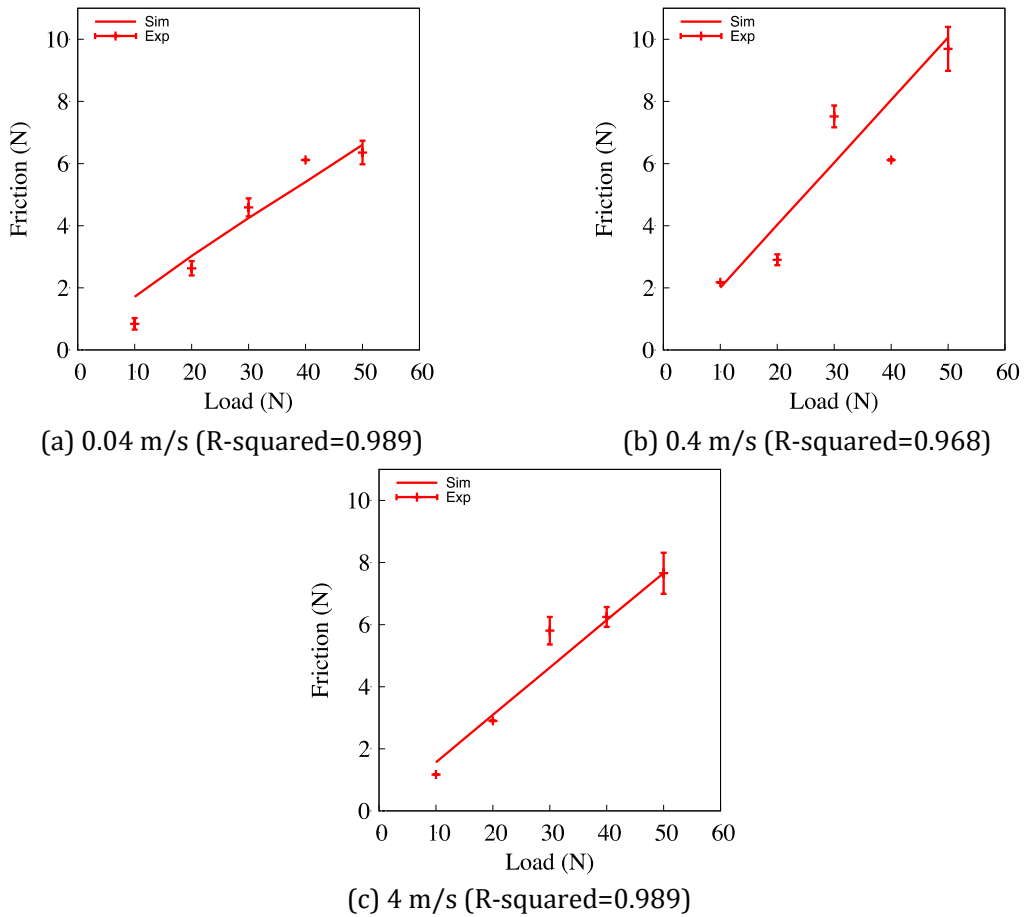 Sim
Exp
10
8
6
4
2
0
Friction (N)
0 10 20 30 40 50 60
Load (N)
(a) 0.04 m/s (R-squared=0.989)
Sim
Exp
10
8
6
4
2
0
Friction (N)
0 10 20 30 40 50 60
Load (N)
(b) 0.4 m/s (R-squared=0.968)
Sim
Exp
10
8
6
4
2
0
Friction (N)
0 10 20 30 40 50 60
Load (N)
(c) 4 m/s (R-squared=0.989)